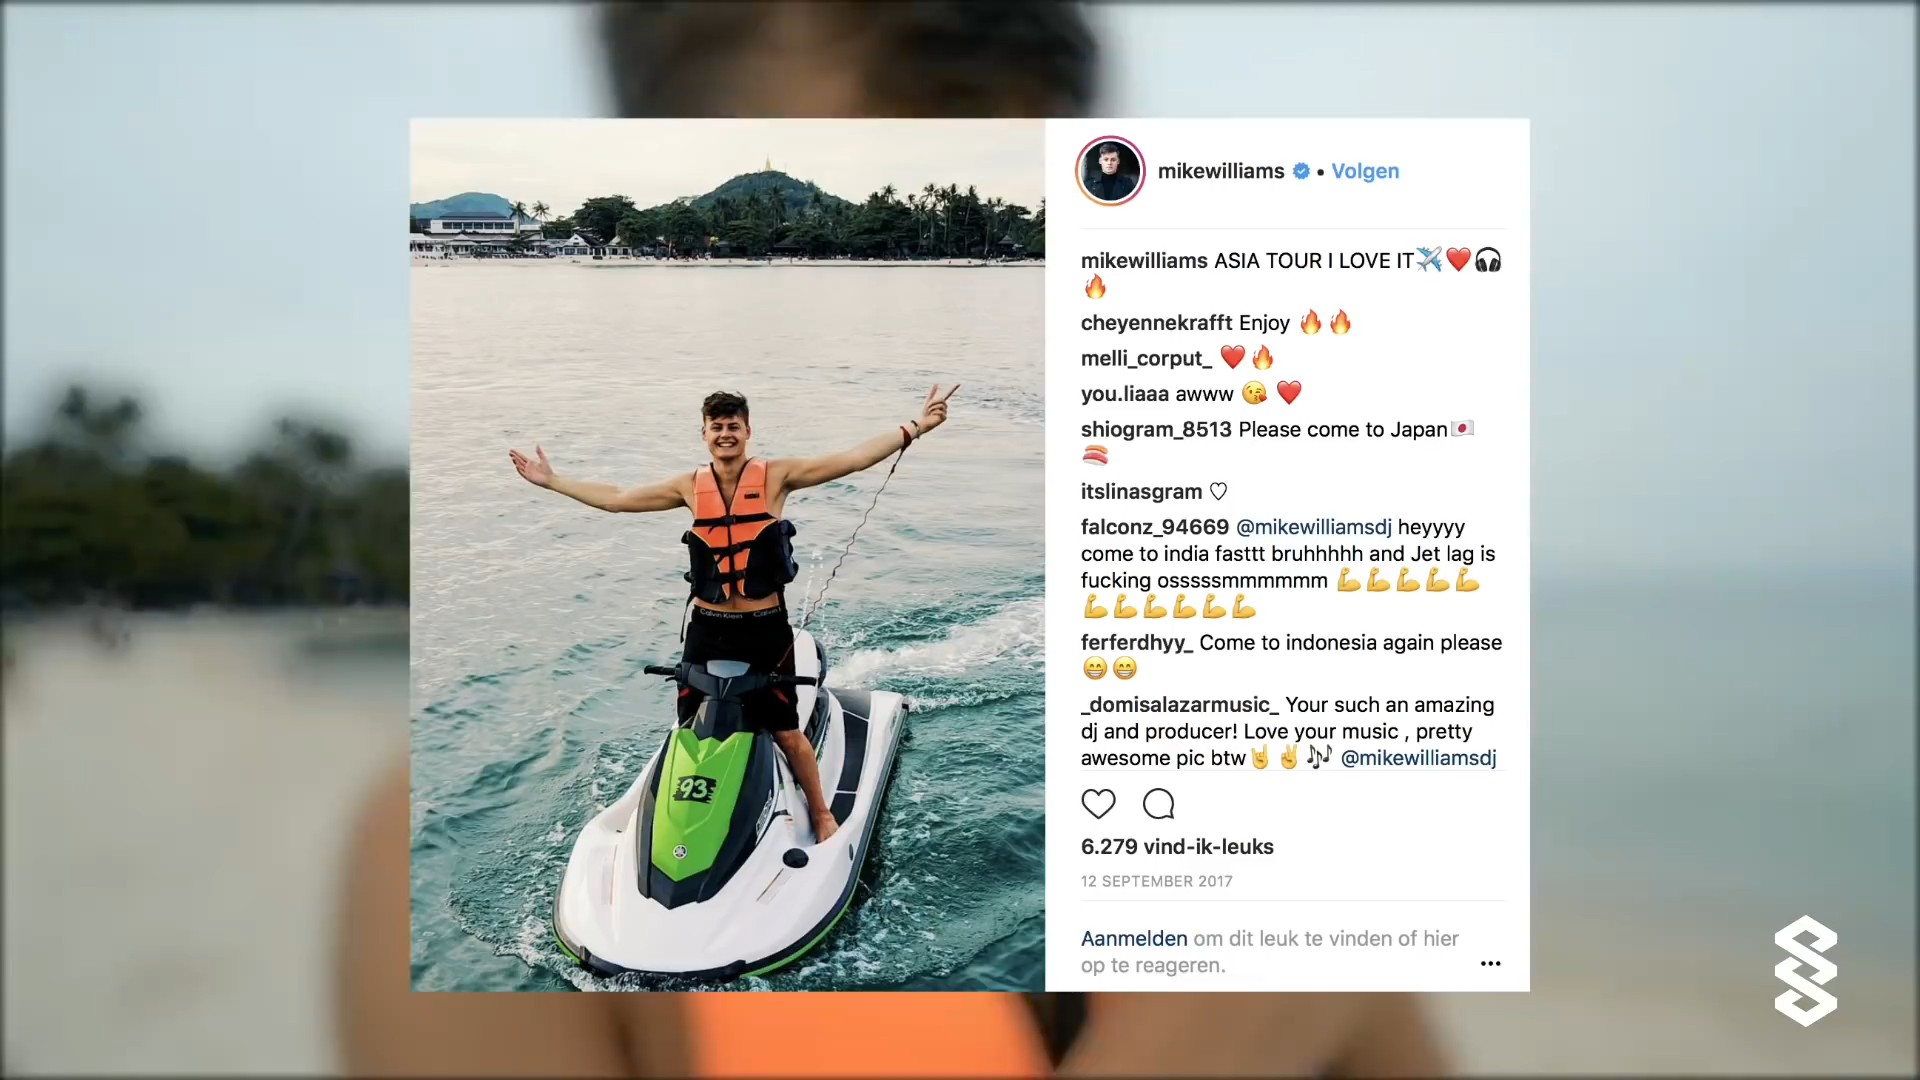 mikewilliams • Volgen
mikewilliams ASIA TOUR I LOVE IT✈️❤️🎧
🔥
cheyennekrafft Enjoy 🔥🔥
melli_corput_ ❤️🔥
you.liaaa awww 😘❤️
shiogram_8513 Please come to Japan🇯🇵
🍣
itslinasgram ♡
falconz_94669 @mikewilliamsdj heyyyy
come to india fasttt bruhhhhh and Jet lag is
fucking osssssmmmmmm 💪💪💪💪💪
💪💪💪💪💪💪
ferferdhyy_ Come to indonesia again please
😁😁
_domisalazarmusic_ Your such an amazing
dj and producer! Love your music , pretty
awesome pic btw🤘✌️🎶 @mikewilliamsdj
6.279 vind-ik-leuks
12 SEPTEMBER 2017
Aanmelden om dit leuk te vinden of hier
op te reageren.
Calvin Klein
93